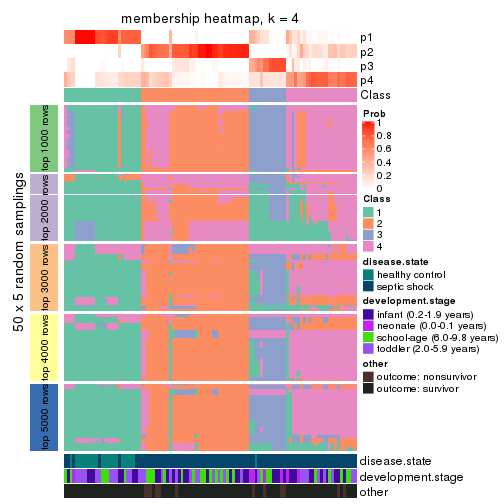 membership heatmap, k = 4
p1
p2
p3
p4
Class
50 x 5 random samplings
top 1000 rows
top 2000 rows
top 3000 rows
top 4000 rows
top 5000 rows
Prob
1
0.8
0.6
0.4
0.2
0
Class
1
2
3
4
disease.state
healthy control
septic shock
development.stage
infant (0.2-1.9 years)
neonate (0.0-0.1 years)
school-age (6.0-9.8 years)
toddler (2.0-5.9 years)
other
outcome: nonsurvivor
outcome: survivor
disease.state
development.stage
other